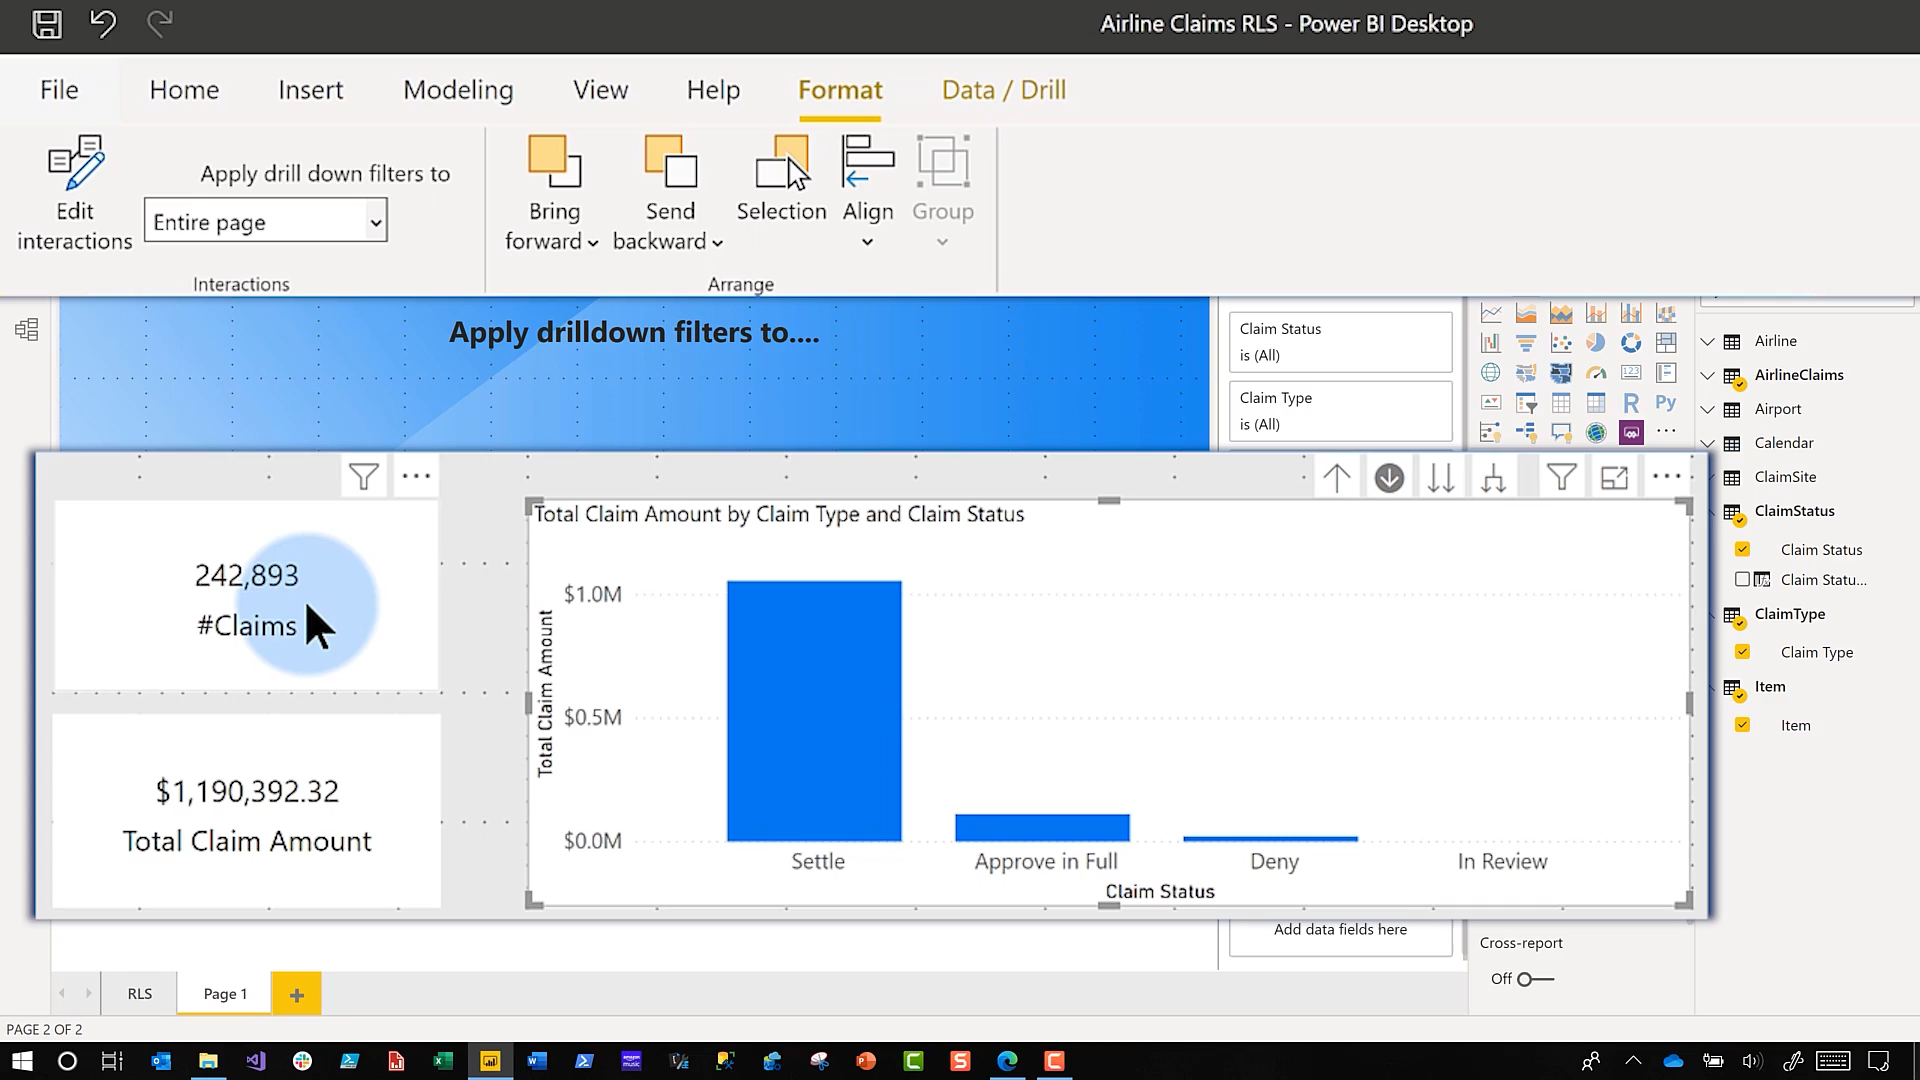 Airline Claims RLS - Power BI Desktop
File Home Insert Modeling View Help Format Data / Drill
Apply drill down filters to
Edit interactions
Entire page
Bring forward
Send backward
Selection
Align
Group
Interactions
Arrange
Apply drilldown filters to....
Claim Status
is (All)
Claim Type
is (All)
123
R
Py
Airline
AirlineClaims
Airport
Calendar
ClaimSite
ClaimStatus
Claim Status
Claim Statu...
ClaimType
Claim Type
Item
Item
242,893
#Claims
$1,190,392.32
Total Claim Amount
Total Claim Amount by Claim Type and Claim Status
Total Claim Amount
$1.0M
$0.5M
$0.0M
Settle
Approve in Full
Deny
In Review
Claim Status
Add data fields here
Cross-report
Off
RLS
Page 1
PAGE 2 OF 2